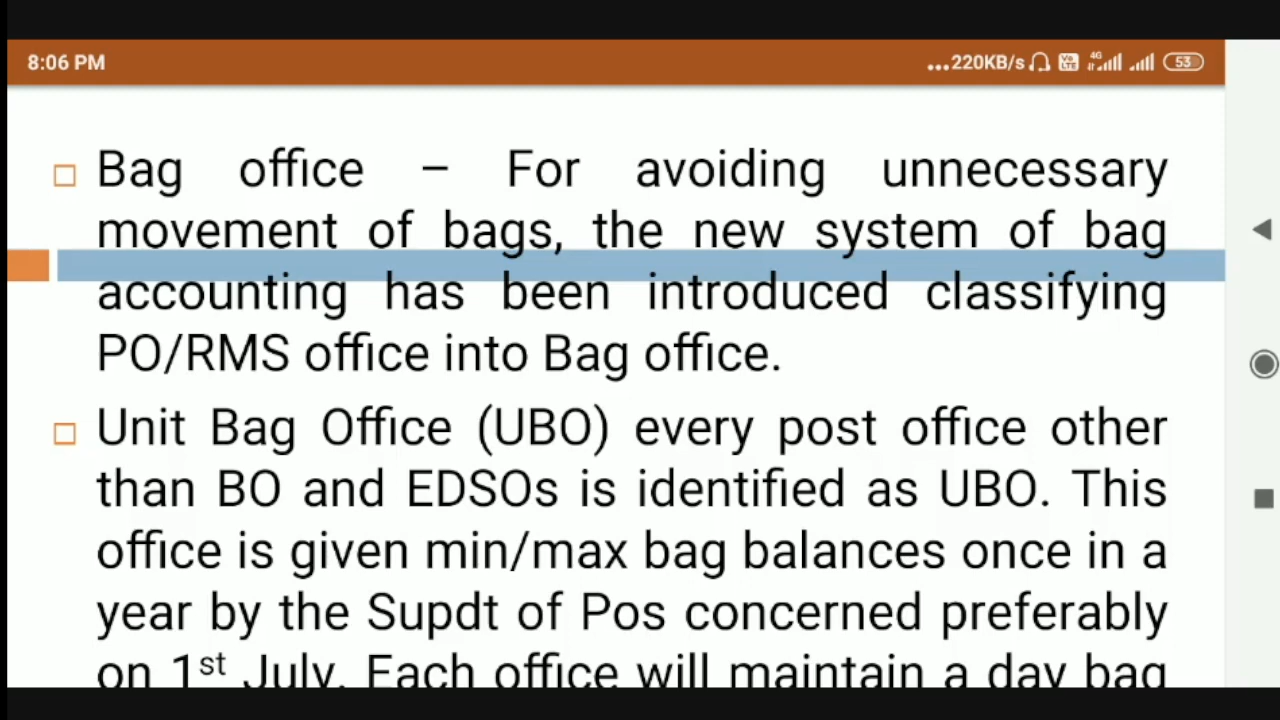 8:06 PM
...220KB/s Vo LTE 4G 53
Bag office – For avoiding unnecessary
movement of bags, the new system of bag
accounting has been introduced classifying
PO/RMS office into Bag office.
Unit Bag Office (UBO) every post office other
than BO and EDSOs is identified as UBO. This
office is given min/max bag balances once in a
year by the Supdt of Pos concerned preferably
on 1st July. Each office will maintain a day bag